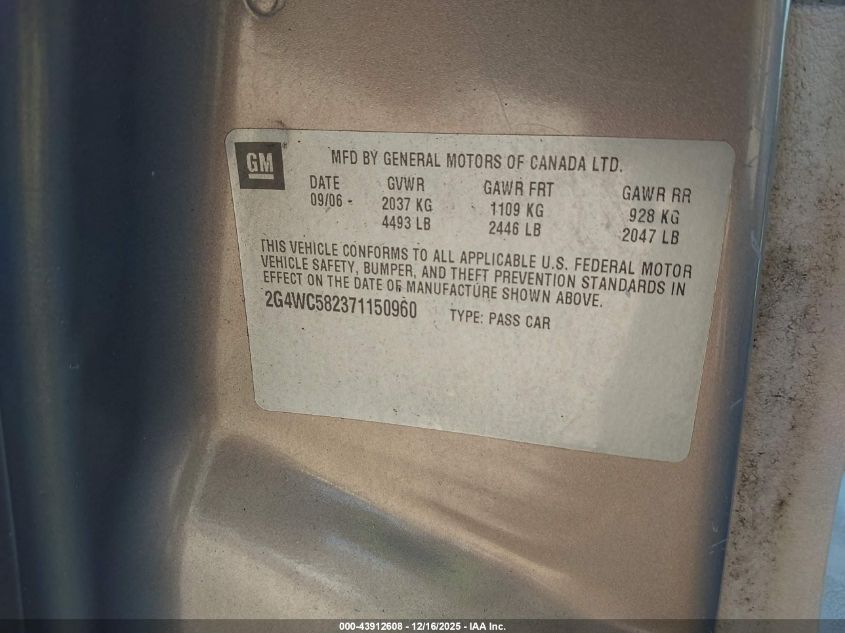 GM
MFD BY GENERAL MOTORS OF CANADA LTD.
DATE GVWR GAWR FRT GAWR RR
09/06 - 2037 KG 1109 KG 928 KG
4493 LB 2446 LB 2047 LB
THIS VEHICLE CONFORMS TO ALL APPLICABLE U.S. FEDERAL MOTOR
VEHICLE SAFETY, BUMPER, AND THEFT PREVENTION STANDARDS IN
EFFECT ON THE DATE OF MANUFACTURE SHOWN ABOVE.
2G4WC582371150960 TYPE: PASS CAR
000-43912608 - 12/16/2025 - IAA Inc.